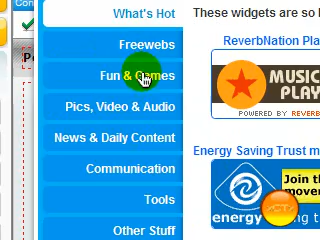 What's Hot
Freewebs
Fun & Games
Pics, Video & Audio
News & Daily Content
Communication
Tools
Other Stuff
These widgets are so
ReverbNation Pla
MUSIC
PLAY
POWERED BY REVERB
Energy Saving Trust m
Join th
move
energy